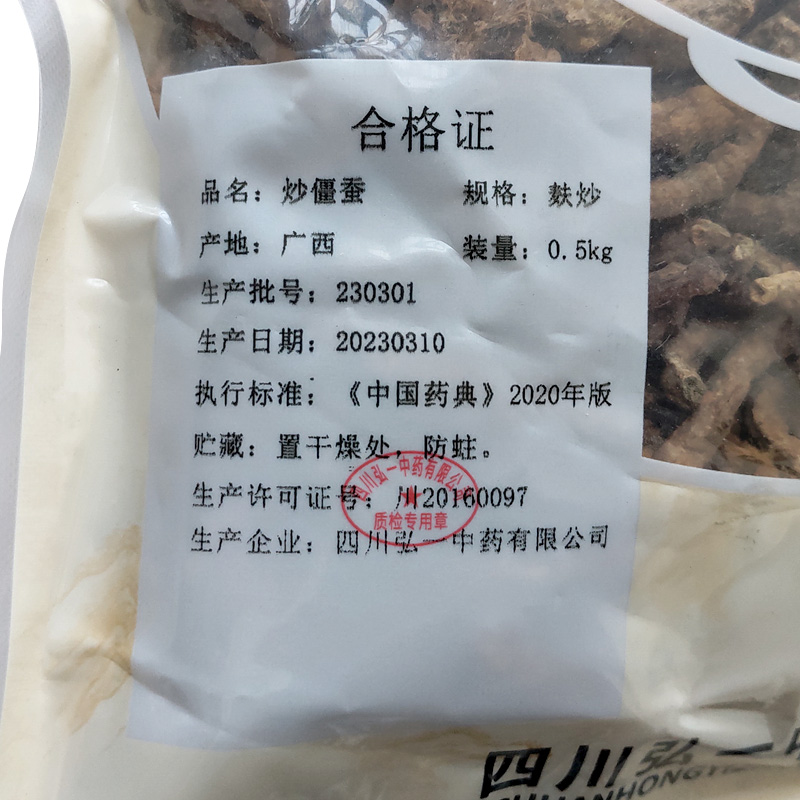 合格证
品名：炒僵蚕 规格：麸炒
产地：广西 装量：0.5kg
生产批号：230301
生产日期：20230310
执行标准：《中国药典》2020年版
贮藏：置干燥处，防蛀。
生产许可证号：川20160097
生产企业：四川弘一中药有限公司
四川弘一中药有限公司
质检专用章
四川弘一